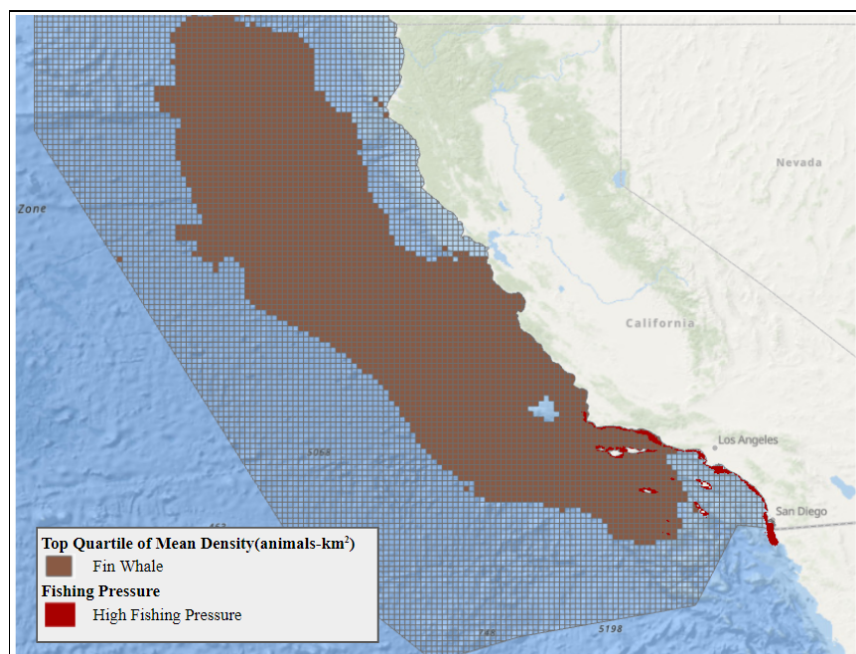 Nevada
Zone
California
Los Angeles
5068
San Diego
Top Quartile of Mean Density(animals-km²)
Fin Whale
Fishing Pressure
High Fishing Pressure
5198